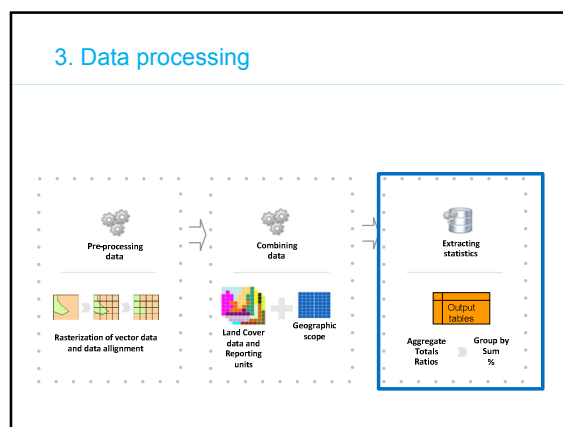 3. Data processing
Pre-processing
data
Rasterization of vector data
and data allignment
Combining
data
Land Cover
data and
Reporting
units
Geographic
scope
Extracting
statistics
Output
tables
Aggregate
Totals
Ratios
Group by
Sum
%